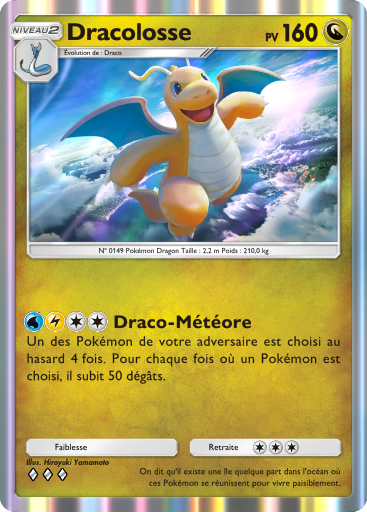 NIVEAU2
Dracolosse
PV 160
Évolution de : Draco
N° 0149 Pokémon Dragon Taille : 2,2 m Poids : 210,0 kg
Draco-Météore
Un des Pokémon de votre adversaire est choisi au
hasard 4 fois. Pour chaque fois où un Pokémon est
choisi, il subit 50 dégâts.
Faiblesse
Retraite
Illus. Hiroyuki Yamamoto
On dit qu'il existe une île quelque part dans l'océan où
ces Pokémon se réunissent pour vivre paisiblement.